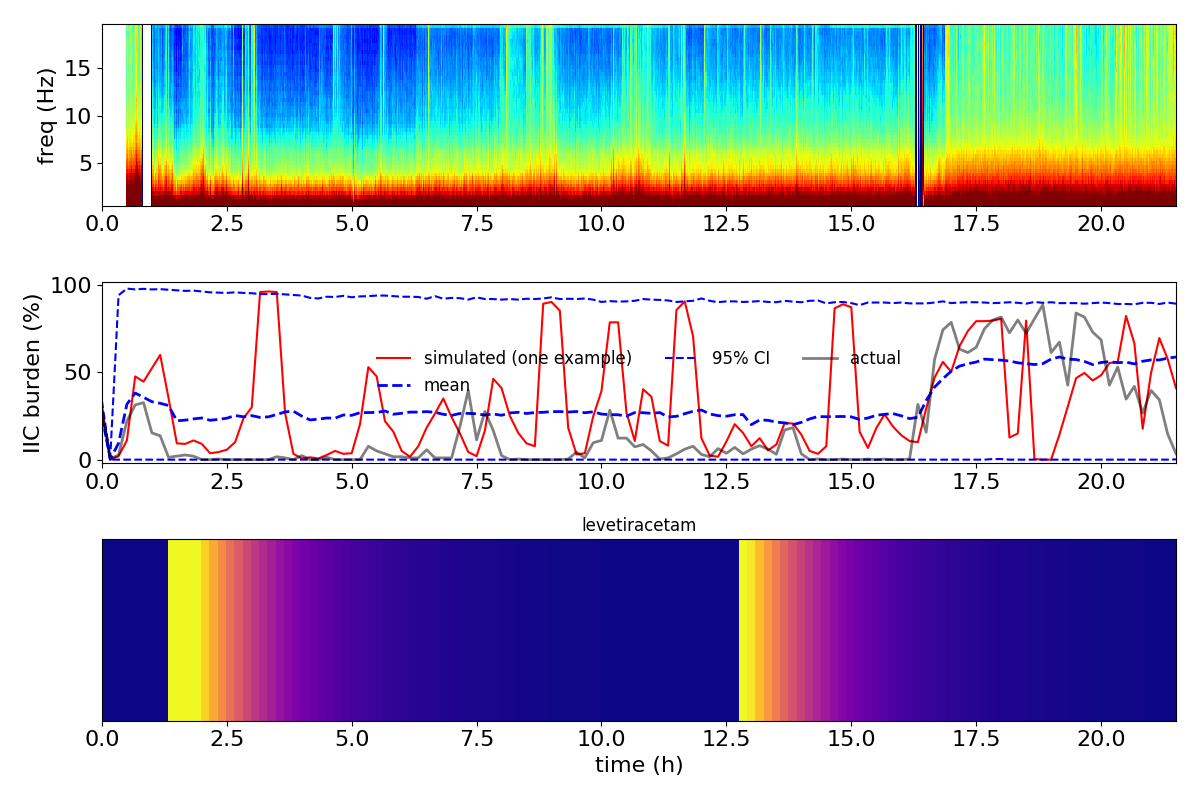 freq (Hz)
15
10
5
0.0 2.5 5.0 7.5 10.0 12.5 15.0 17.5 20.0
IIC burden (%)
100
50
0
simulated (one example) 95% CI actual
mean
0.0 2.5 5.0 7.5 10.0 12.5 15.0 17.5 20.0
levetiracetam
0.0 2.5 5.0 7.5 10.0 12.5 15.0 17.5 20.0
time (h)